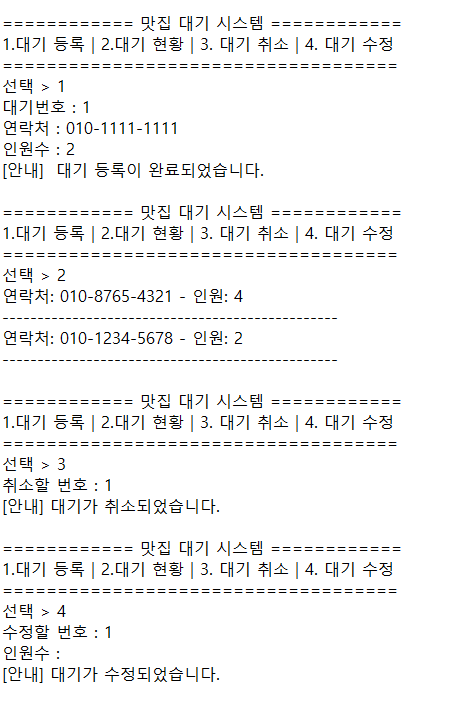 ============ 맛집 대기 시스템 ============
1.대기 등록 | 2.대기 현황 | 3. 대기 취소 | 4. 대기 수정
====================================
선택 > 1
대기번호 : 1
연락처 : 010-1111-1111
인원수 : 2
[안내]  대기 등록이 완료되었습니다.

============ 맛집 대기 시스템 ============
1.대기 등록 | 2.대기 현황 | 3. 대기 취소 | 4. 대기 수정
====================================
선택 > 2
연락처: 010-8765-4321 - 인원: 4
------------------------------------------------
연락처: 010-1234-5678 - 인원: 2
------------------------------------------------

============ 맛집 대기 시스템 ============
1.대기 등록 | 2.대기 현황 | 3. 대기 취소 | 4. 대기 수정
====================================
선택 > 3
취소할 번호 : 1
[안내] 대기가 취소되었습니다.

============ 맛집 대기 시스템 ============
1.대기 등록 | 2.대기 현황 | 3. 대기 취소 | 4. 대기 수정
====================================
선택 > 4
수정할 번호 : 1
인원수 :
[안내] 대기가 수정되었습니다.